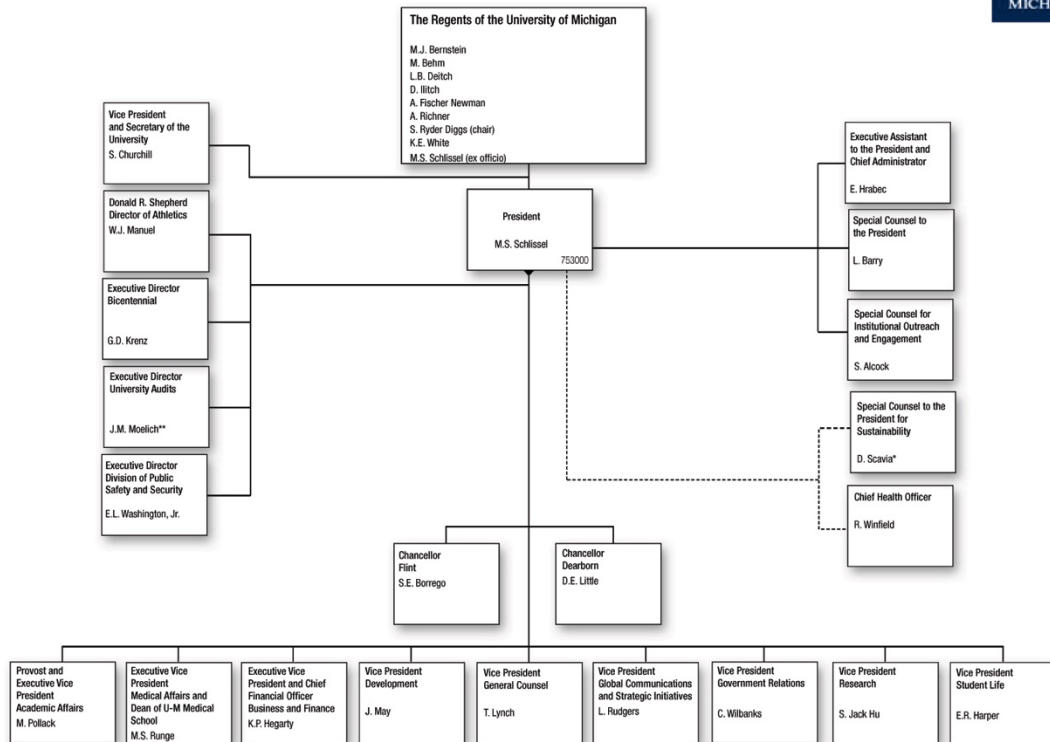 MICH
The Regents of the University of Michigan
M.J. Bernstein
M. Behm
L.B. Deitch
D. Ilitch
A. Fischer Newman
A. Richner
S. Ryder Diggs (chair)
K.E. White
M.S. Schlissel (ex officio)
Vice President
and Secretary of the
University
S. Churchill
Donald R. Shepherd
Director of Athletics
W.J. Manuel
Executive Director
Bicentennial
G.D. Krenz
Executive Director
University Audits
J.M. Moelich**
Executive Director
Division of Public
Safety and Security
E.L. Washington, Jr.
President
M.S. Schlissel
753000
Executive Assistant
to the President and
Chief Administrator
E. Hrabec
Special Counsel to
the President
L. Barry
Special Counsel for
Institutional Outreach
and Engagement
S. Alcock
Special Counsel to the
President for
Sustainability
D. Scavia*
Chief Health Officer
R. Winfield
Chancellor
Flint
S.E. Borrego
Chancellor
Dearborn
D.E. Little
Provost and
Executive Vice
President
Academic Affairs
M. Pollack
Executive Vice
President
Medical Affairs and
Dean of U-M Medical
School
M.S. Runge
Executive Vice
President and Chief
Financial Officer
Business and Finance
K.P. Hegarty
Vice President
Development
J. May
Vice President
General Counsel
T. Lynch
Vice President
Global Communications
and Strategic Initiatives
L. Rudgers
Vice President
Government Relations
C. Wilbanks
Vice President
Research
S. Jack Hu
Vice President
Student Life
E.R. Harper